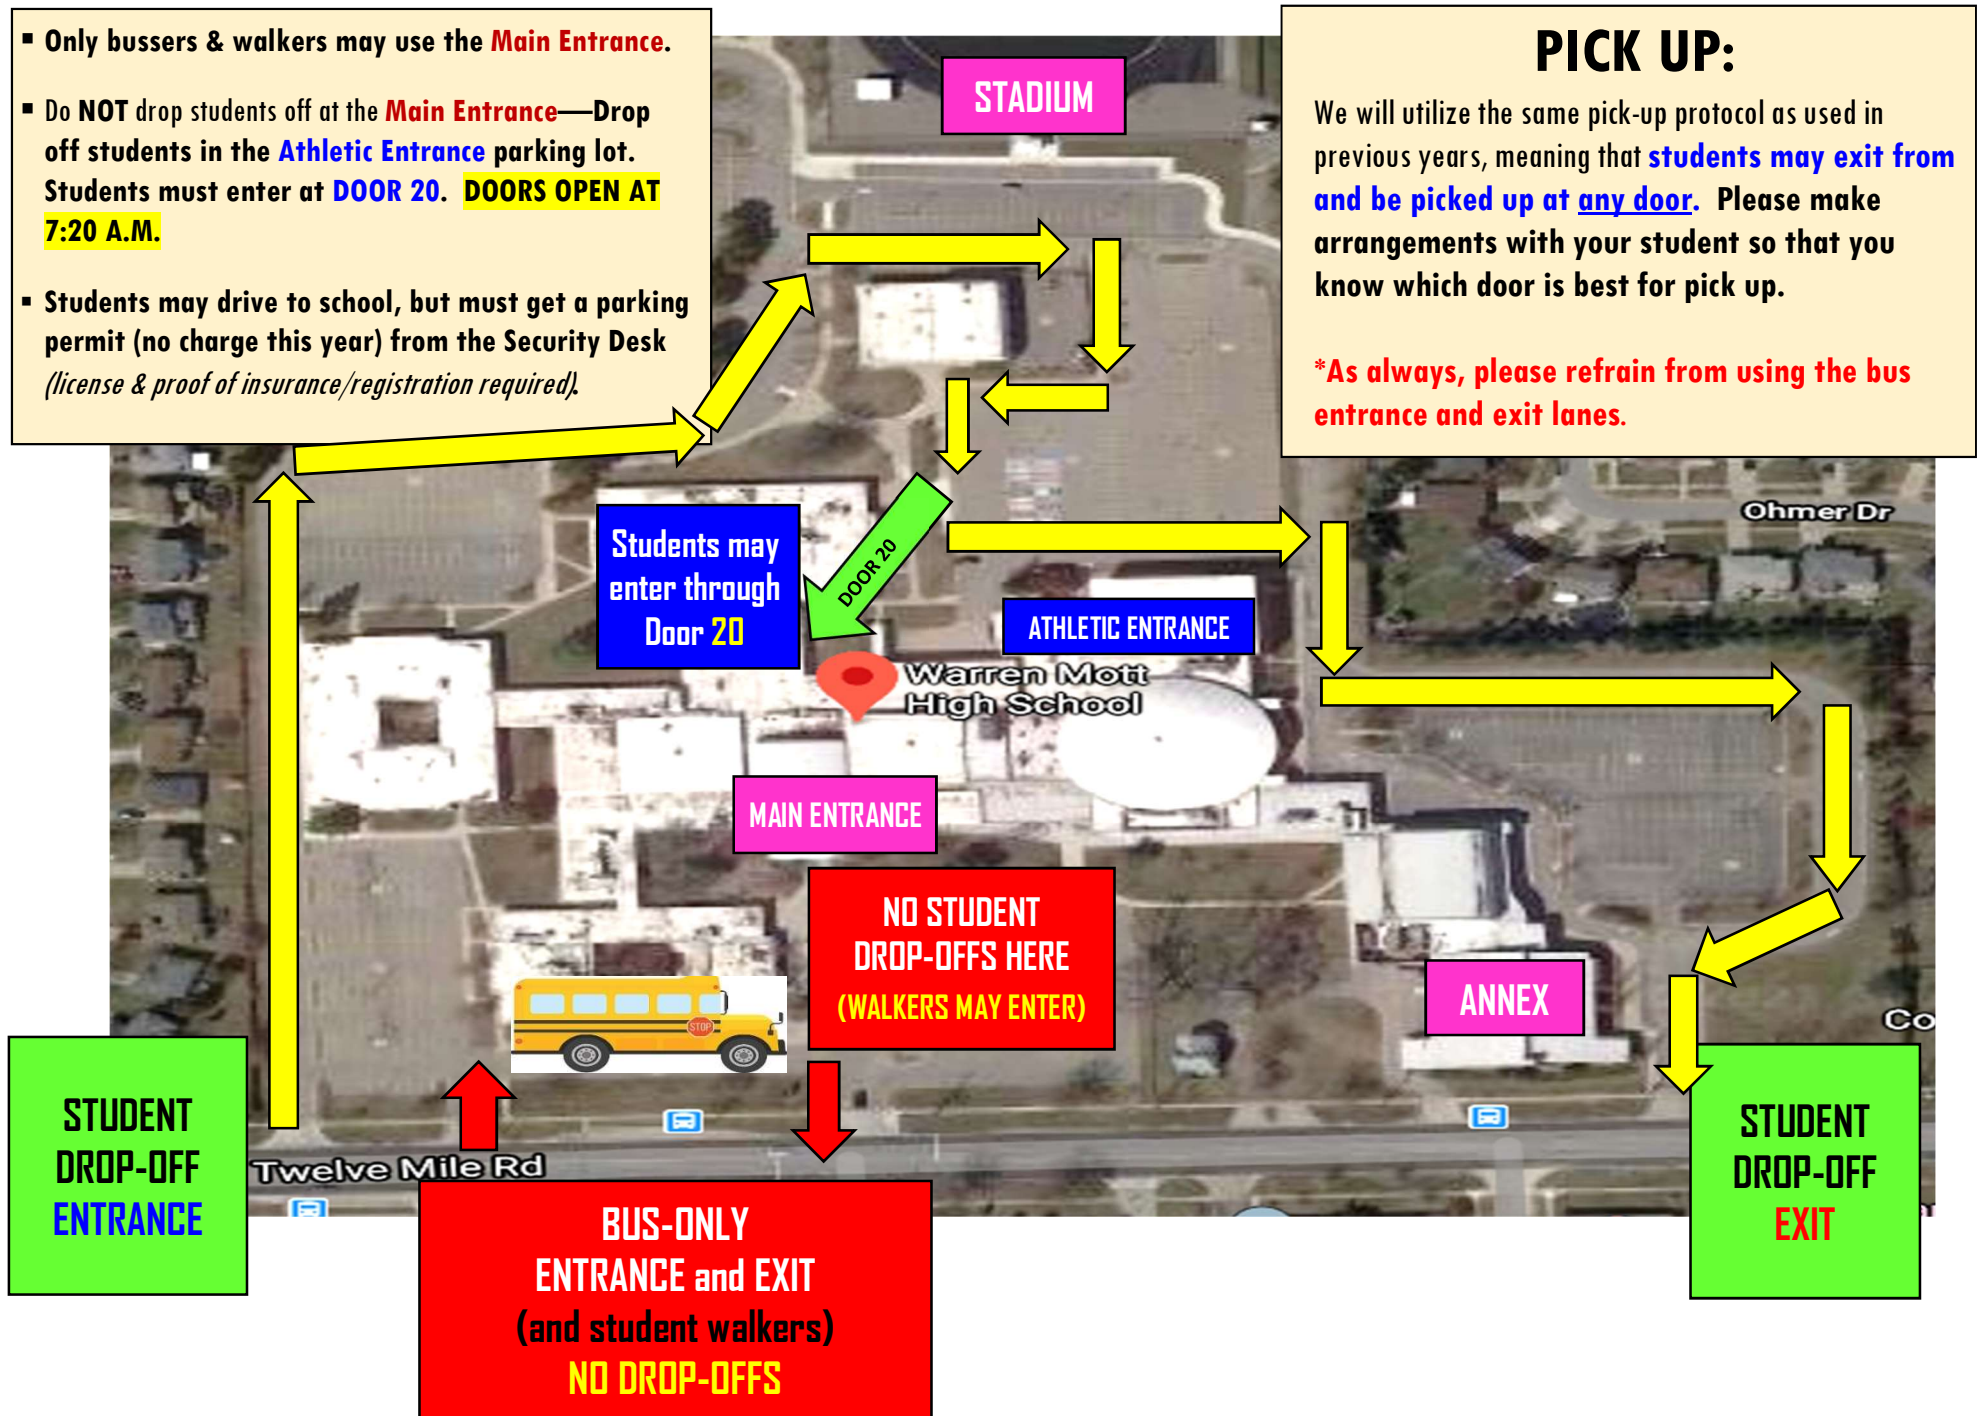 ▪ Only bussers & walkers may use the Main Entrance.
▪ Do NOT drop students off at the Main Entrance—Drop
off students in the Athletic Entrance parking lot.
Students must enter at DOOR 20. DOORS OPEN AT
7:20 A.M.
▪ Students may drive to school, but must get a parking
permit (no charge this year) from the Security Desk
(license & proof of insurance/registration required).
STADIUM
PICK UP:
We will utilize the same pick-up protocol as used in
previous years, meaning that students may exit from
and be picked up at any door. Please make
arrangements with your student so that you
know which door is best for pick up.
*As always, please refrain from using the bus
entrance and exit lanes.
Ohmer Dr
Students may
enter through
Door 20
DOOR 20
ATHLETIC ENTRANCE
Warren Mott
High School
MAIN ENTRANCE
NO STUDENT
DROP-OFFS HERE
(WALKERS MAY ENTER)
ANNEX
Co
STOP
STUDENT
DROP-OFF
ENTRANCE
Twelve Mile Rd
BUS-ONLY
ENTRANCE and EXIT
(and student walkers)
NO DROP-OFFS
STUDENT
DROP-OFF
EXIT